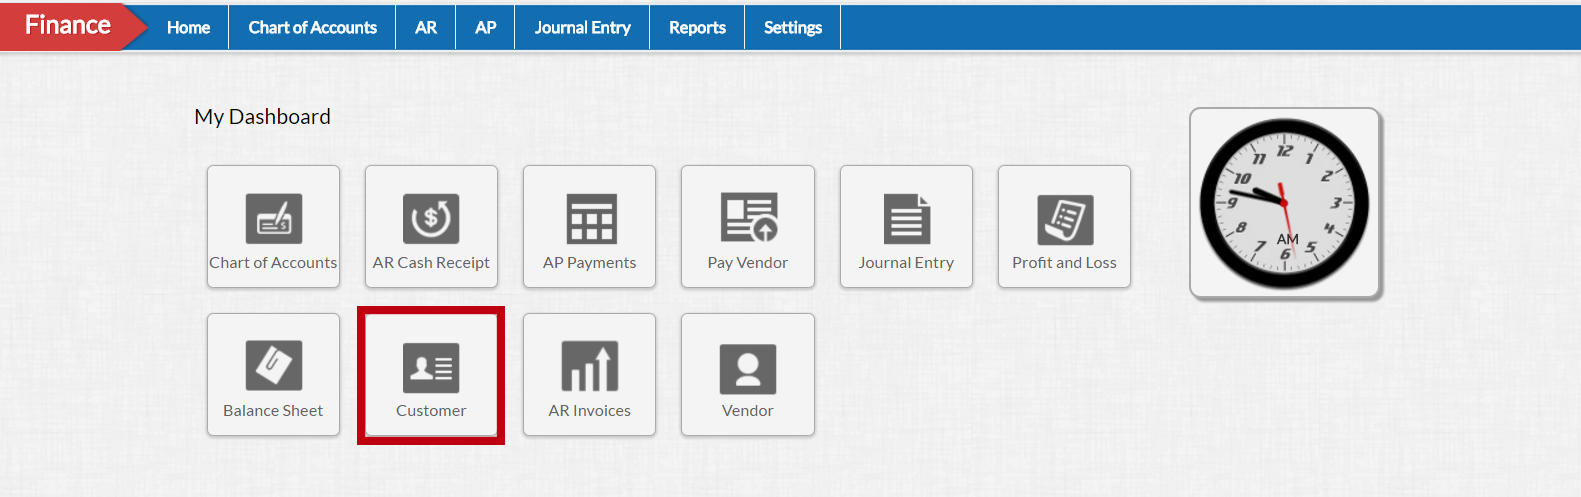 Finance Home Chart of Accounts AR AP Journal Entry Reports Settings
My Dashboard
Chart of Accounts AR Cash Receipt AP Payments Pay Vendor Journal Entry Profit and Loss
Balance Sheet Customer AR Invoices Vendor
12
1
2
3
4
5
6
7
8
9
10
11
AM